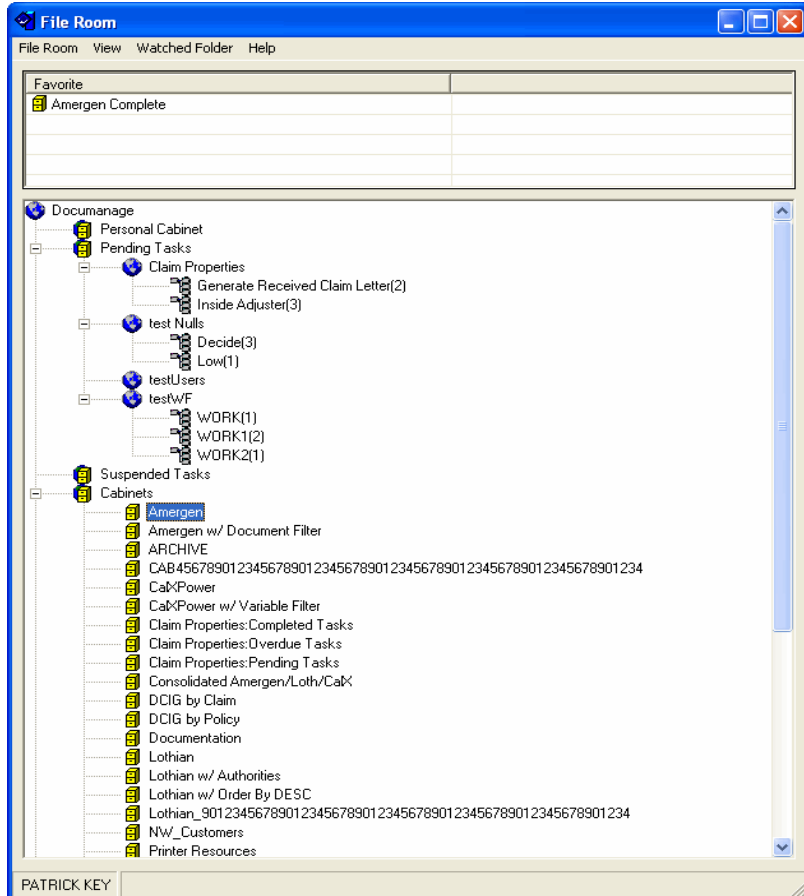 File Room
File Room View Watched Folder Help
Favorite
Amergen Complete
Documanage
Personal Cabinet
Pending Tasks
Claim Properties
Generate Received Claim Letter(2)
Inside Adjuster(3)
test Nulls
Decide(3)
Low(1)
testUsers
testWF
WORK(1)
WORK1(2)
WORK2(1)
Suspended Tasks
Cabinets
Amergen
Amergen w/ Document Filter
ARCHIVE
CAB4567890123456789012345678901234567890123456789012345678901234
CalXPower
CalXPower w/ Variable Filter
Claim Properties:Completed Tasks
Claim Properties:Overdue Tasks
Claim Properties:Pending Tasks
Consolidated Amergen/Loth/CalX
DCIG by Claim
DCIG by Policy
Documentation
Lothian
Lothian w/ Authorities
Lothian w/ Order By DESC
Lothian_90123456789012345678901234567890123456789012345678901234
NW_Customers
Printer Resources
PATRICK KEY